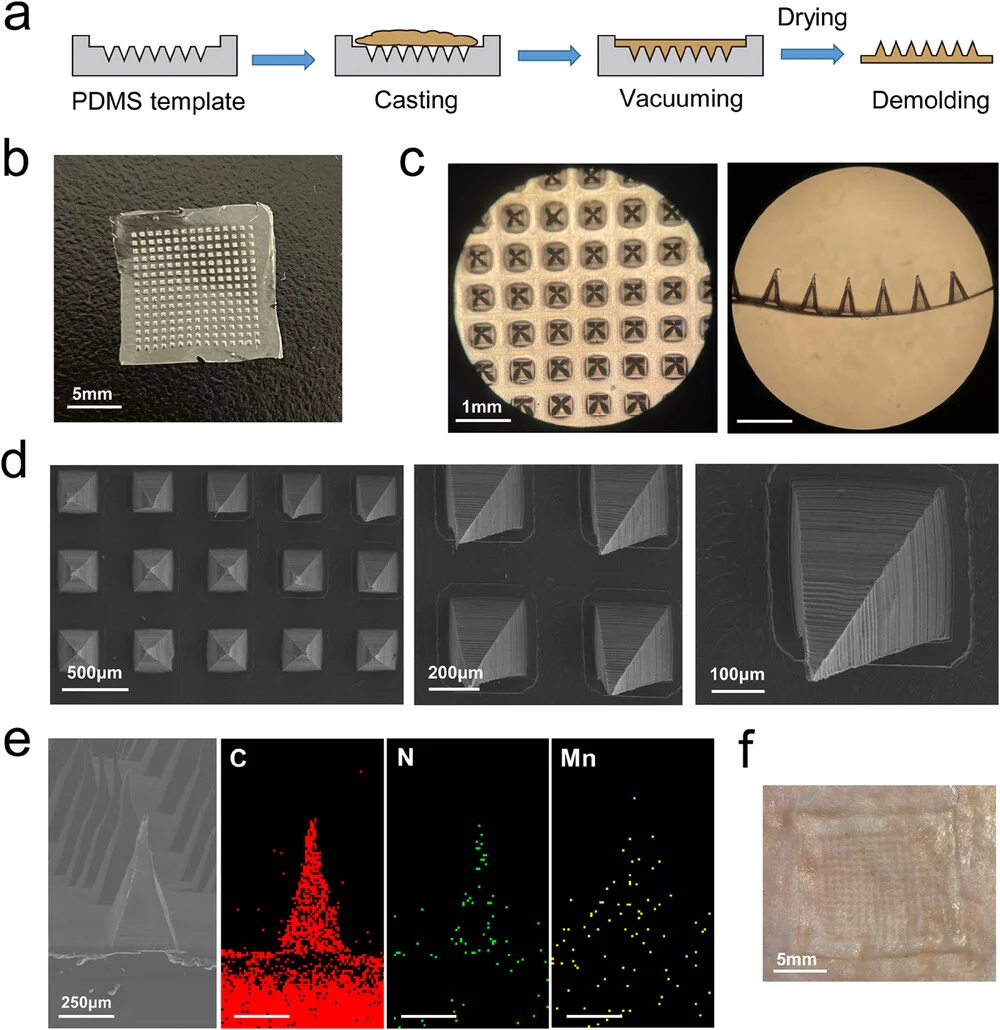 a
Drying
PDMS template
Casting
Vacuuming
Demolding
b
5mm
c
1mm
d
500μm
200μm
100μm
e
250μm
C
N
Mn
f
5mm